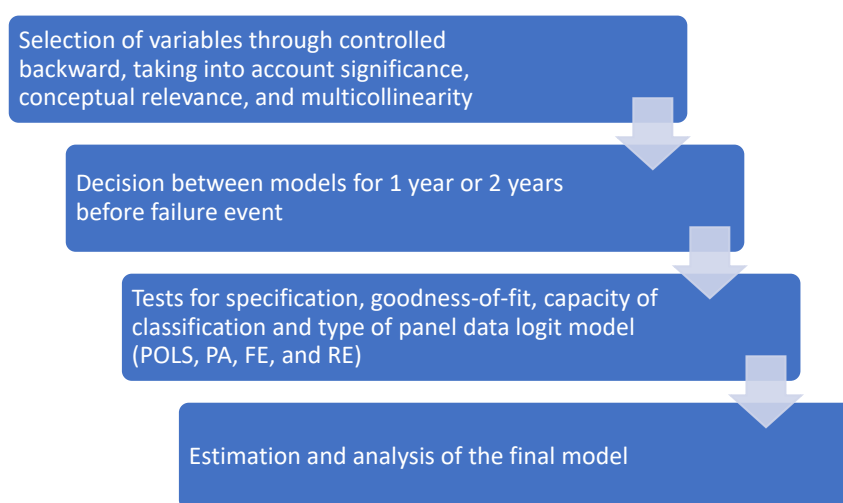 Selection of variables through controlled
backward, taking into account significance,
conceptual relevance, and multicollinearity
Decision between models for 1 year or 2 years
before failure event
Tests for specification, goodness-of-fit, capacity of
classification and type of panel data logit model
(POLS, PA, FE, and RE)
Estimation and analysis of the final model